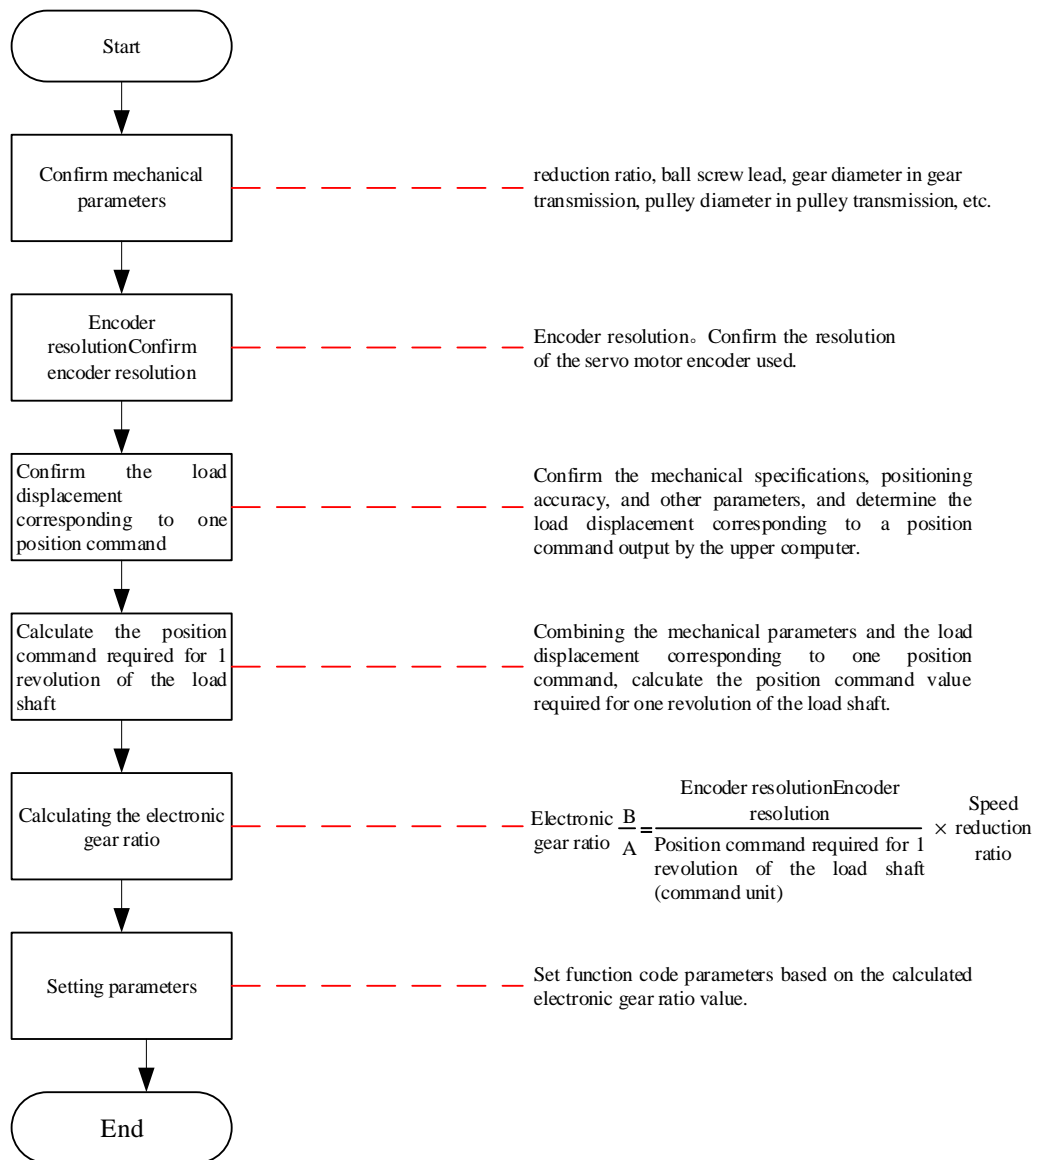 Start
Confirm mechanical
parameters
reduction ratio, ball screw lead, gear diameter in gear
transmission, pulley diameter in pulley transmission, etc.
Encoder
resolutionConfirm
encoder resolution
Encoder resolution。Confirm the resolution
of the servo motor encoder used.
Confirm the load
displacement
corresponding to one
position command
Confirm the mechanical specifications, positioning
accuracy, and other parameters, and determine the
load displacement corresponding to a position
command output by the upper computer.
Calculate the position
command required for 1
revolution of the load
shaft
Combining the mechanical parameters and the load
displacement corresponding to one position
command, calculate the position command value
required for one revolution of the load shaft.
Calculating the electronic
gear ratio
Electronic
gear ratio
B
A
=
Encoder resolutionEncoder
resolution
Position command required for 1
revolution of the load shaft
(command unit)
×
Speed
reduction
ratio
Setting parameters
Set function code parameters based on the calculated
electronic gear ratio value.
End